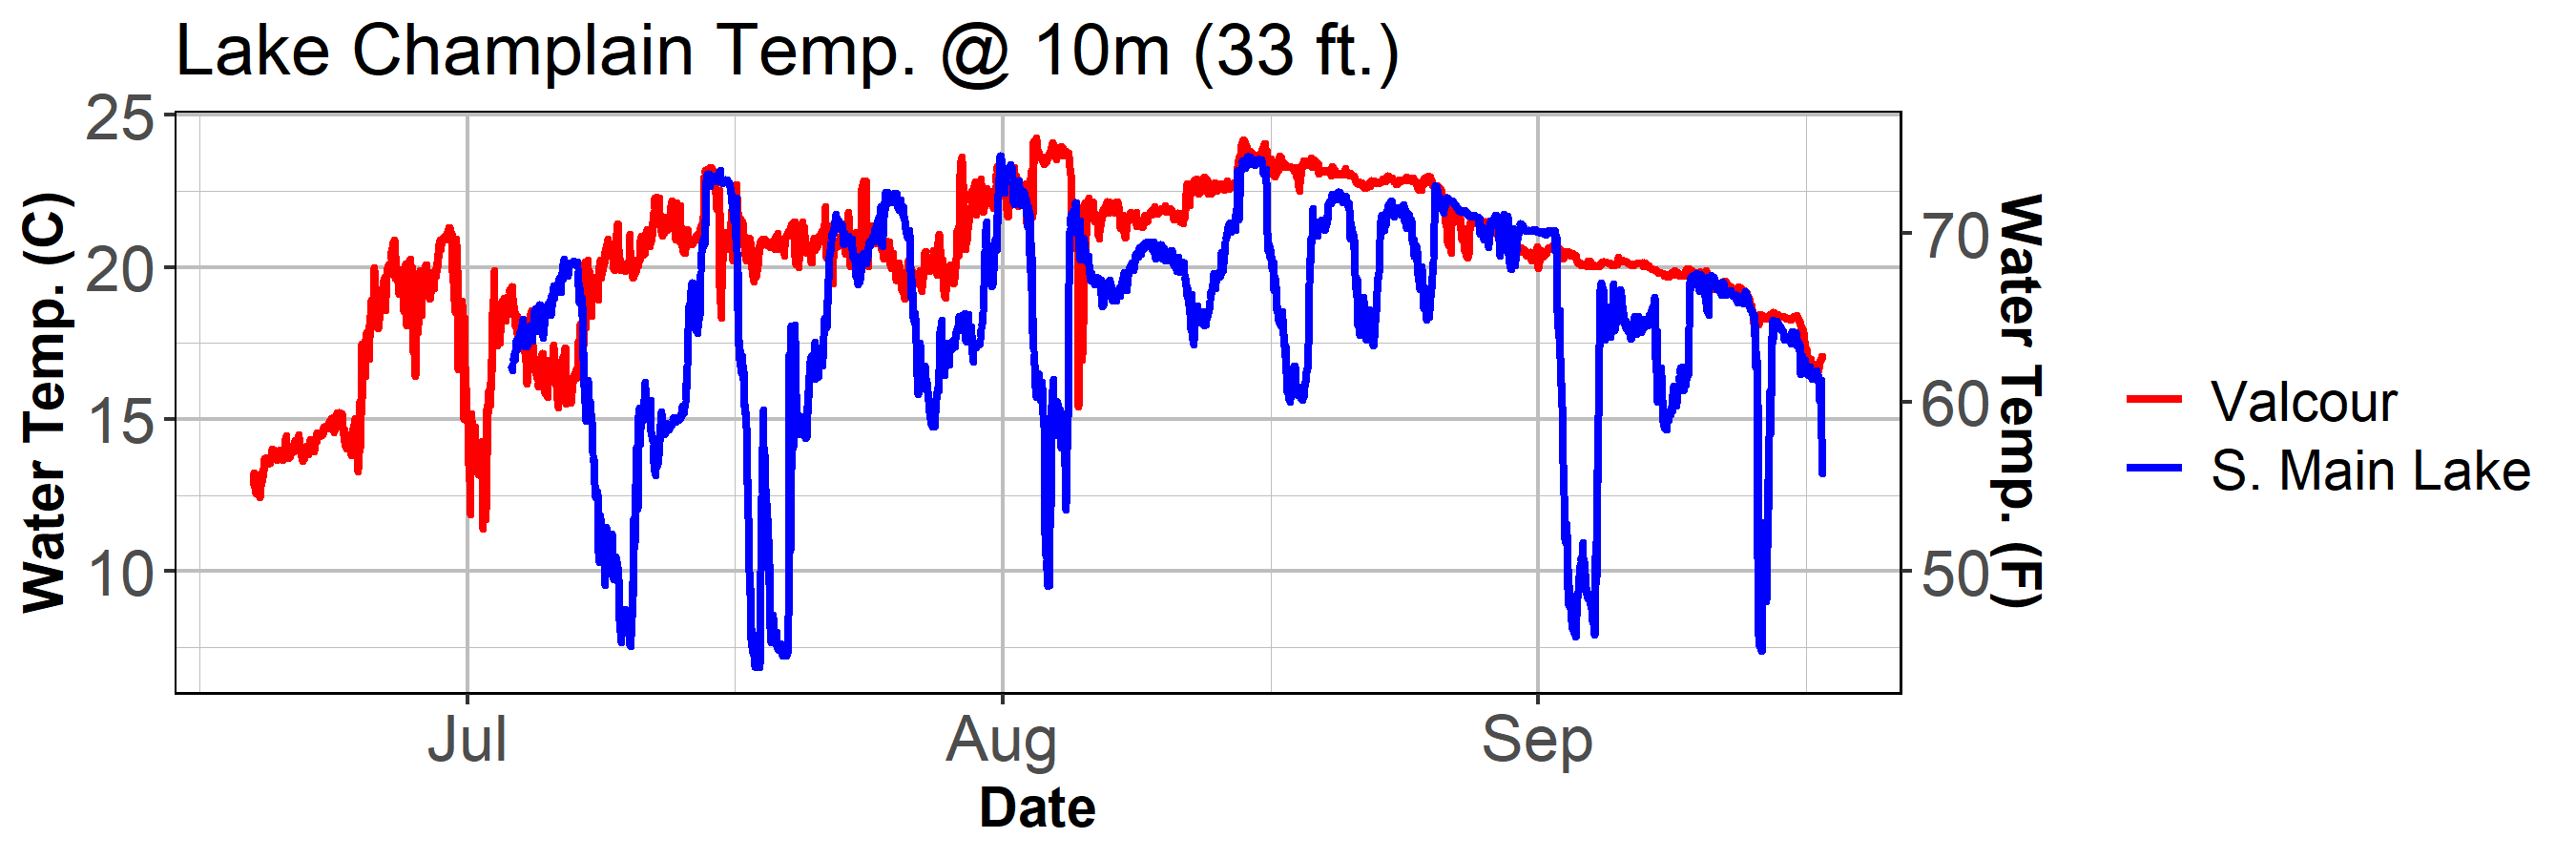 Lake Champlain Temp. @ 10m (33 ft.)
Water Temp. (C)
25
20
15
10
70
60
50
Water Temp. (F)
Jul
Aug
Sep
Date
Valcour
S. Main Lake